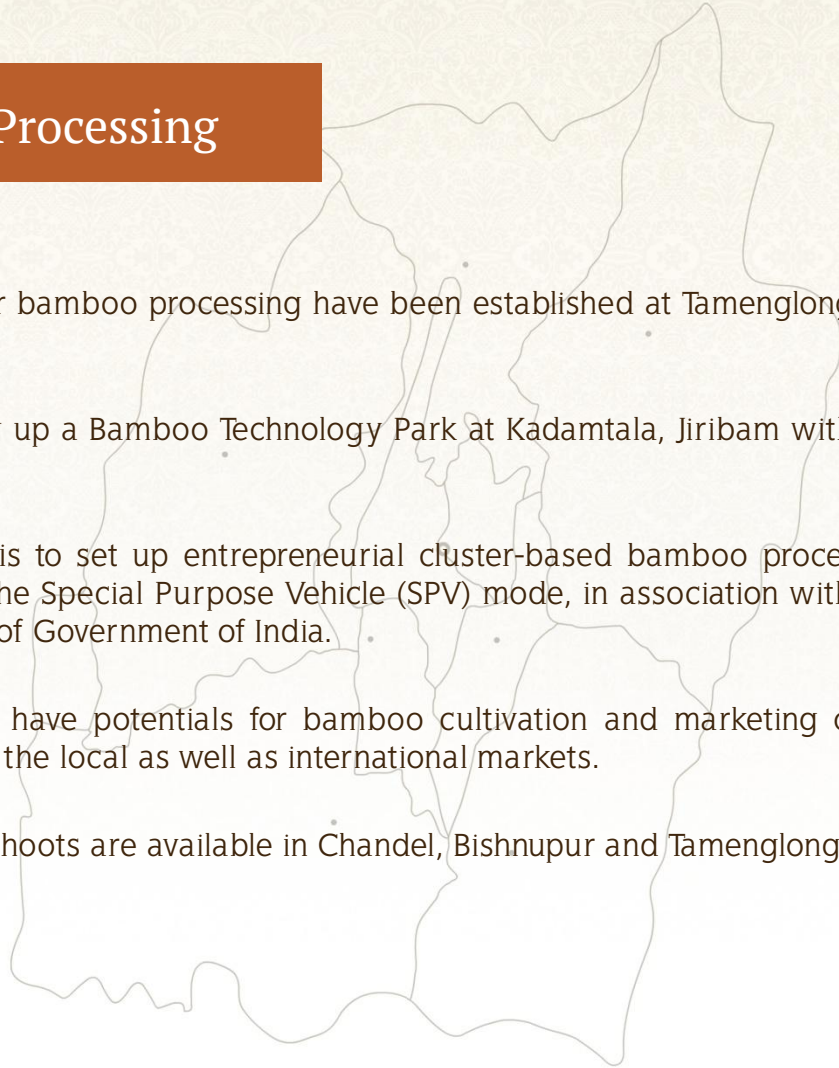 Processing
r bamboo processing have been established at Tamenglong
up a Bamboo Technology Park at Kadamtala, Jiribam with
is to set up entrepreneurial cluster-based bamboo proce
he Special Purpose Vehicle (SPV) mode, in association with
of Government of India.
have potentials for bamboo cultivation and marketing o
the local as well as international markets.
hoots are available in Chandel, Bishnupur and Tamenglong